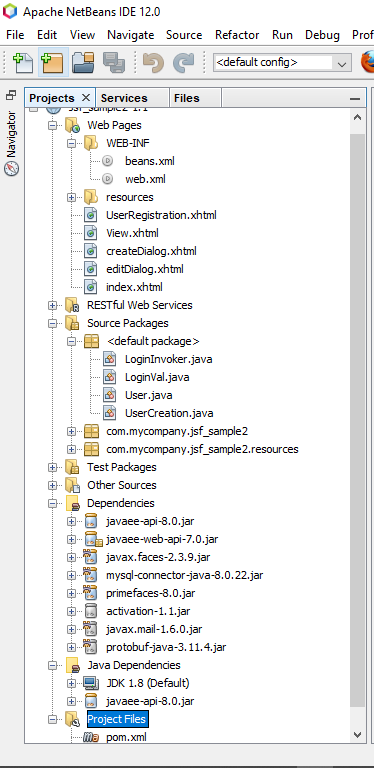 Apache NetBeans IDE 12.0
File Edit View Navigate Source Refactor Run Debug Prof
<default config>
Projects Services Files
Navigator
jsf_sample2-1.1
Web Pages
WEB-INF
beans.xml
web.xml
resources
UserRegistration.xhtml
View.xhtml
createDialog.xhtml
editDialog.xhtml
index.xhtml
RESTful Web Services
Source Packages
<default package>
LoginInvoker.java
LoginVal.java
User.java
UserCreation.java
com.mycompany.jsf_sample2
com.mycompany.jsf_sample2.resources
Test Packages
Other Sources
Dependencies
javaee-api-8.0.jar
javaee-web-api-7.0.jar
javax.faces-2.3.9.jar
mysql-connector-java-8.0.22.jar
primefaces-8.0.jar
activation-1.1.jar
javax.mail-1.6.0.jar
protobuf-java-3.11.4.jar
Java Dependencies
JDK 1.8 (Default)
javaee-api-8.0.jar
Project Files
pom.xml